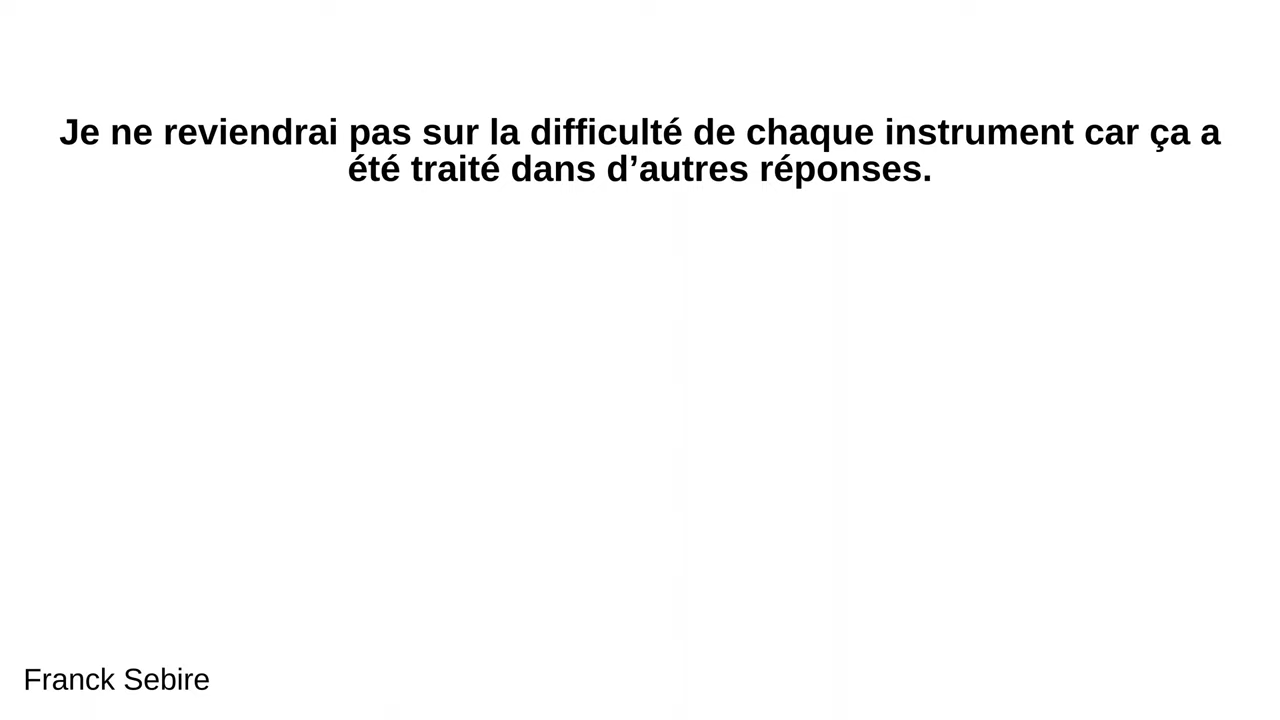 Je ne reviendrai pas sur la difficulté de chaque instrument car ça a
été traité dans d’autres réponses.
Franck Sebire